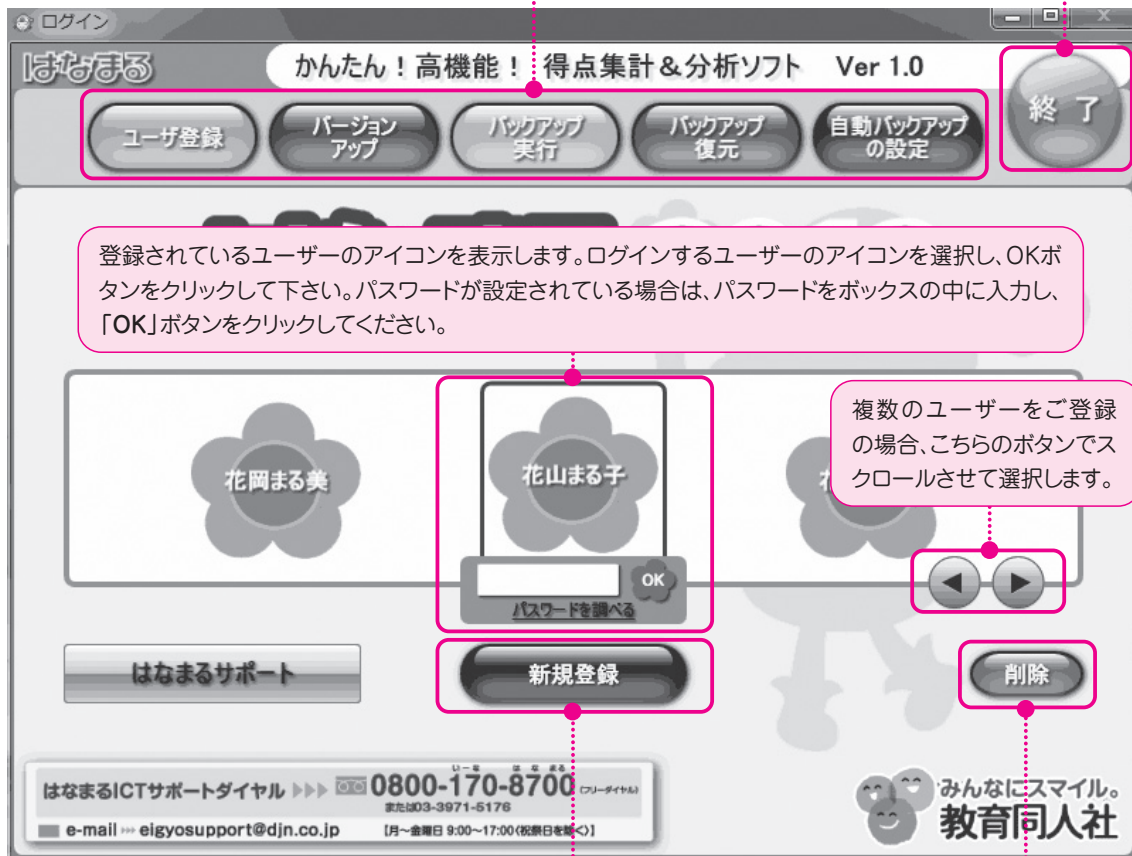 ログイン
はなまる
かんたん！高機能！ 得点集計＆分析ソフト Ver 1.0
終了
ユーザ登録
バージョン
アップ
バックアップ
実行
バックアップ
復元
自動バックアップ
の設定
登録されているユーザーのアイコンを表示します。ログインするユーザーのアイコンを選択し、OKボ
タンをクリックして下さい。パスワードが設定されている場合は、パスワードをボックスの中に入力し、
「OK」ボタンをクリックしてください。
複数のユーザーをご登録
の場合、こちらのボタンでス
クロールさせて選択します。
花岡まる美
花山まる子
OK
パスワードを調べる
はなまるサポート
新規登録
削除
いーな はなまる
はなまるICTサポートダイヤル 0800-170-8700 (フリーダイヤル)
または03-3971-5176
e-mail eigyosupport@djn.co.jp 【月〜金曜日 9:00〜17:00〈祝祭日を除く〉】
みんなにスマイル。
教育同人社